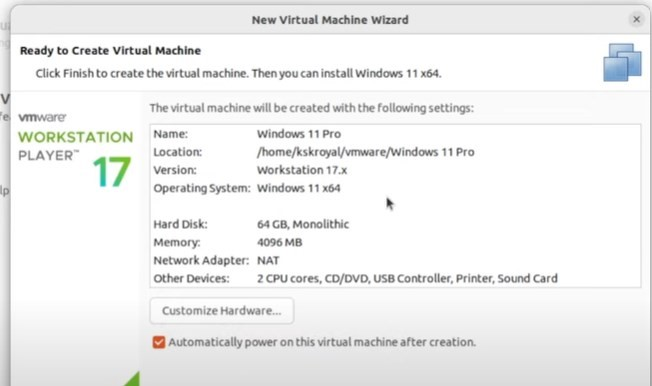 New Virtual Machine Wizard
Ready to Create Virtual Machine
Click Finish to create the virtual machine. Then you can install Windows 11 x64.
vmware
WORKSTATION
PLAYER™
17
The virtual machine will be created with the following settings:
Name: Windows 11 Pro
Location: /home/kskroyal/vmware/Windows 11 Pro
Version: Workstation 17.x
Operating System: Windows 11 x64
Hard Disk: 64 GB, Monolithic
Memory: 4096 MB
Network Adapter: NAT
Other Devices: 2 CPU cores, CD/DVD, USB Controller, Printer, Sound Card
Customize Hardware...
Automatically power on this virtual machine after creation.